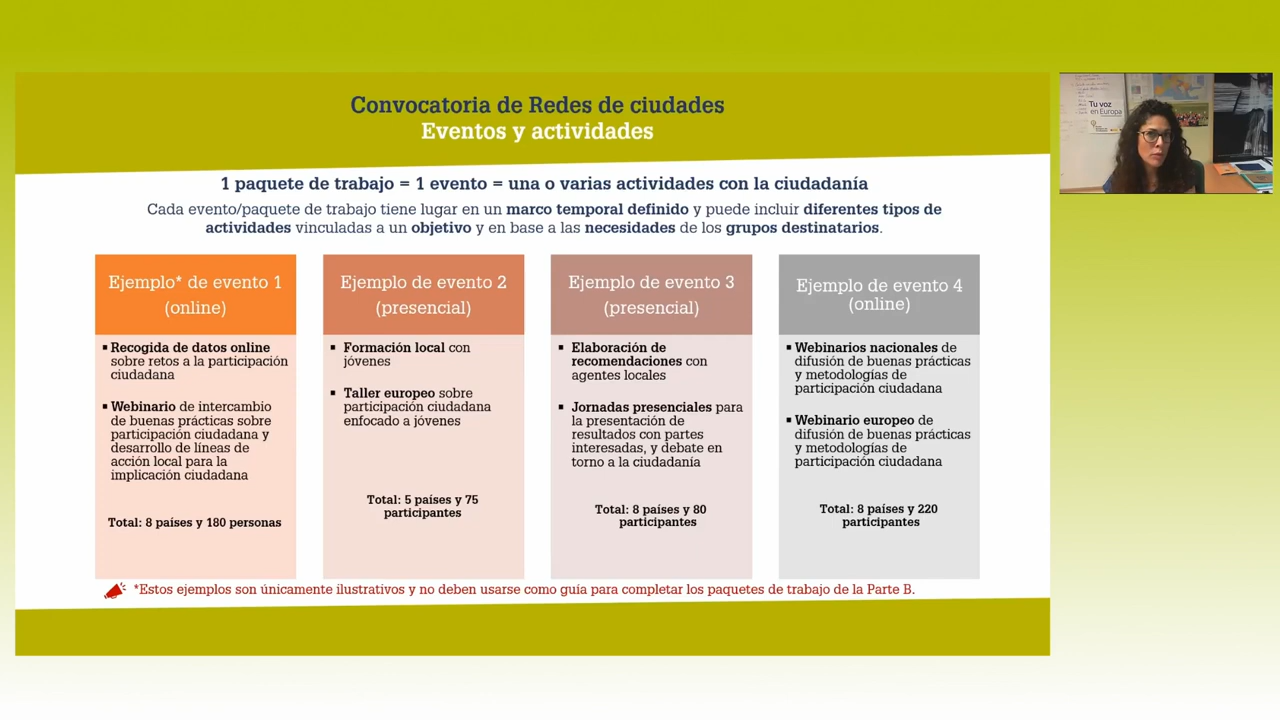 Convocatoria de Redes de ciudades
Eventos y actividades
1 paquete de trabajo = 1 evento = una o varias actividades con la ciudadanía
Cada evento/paquete de trabajo tiene lugar en un marco temporal definido y puede incluir diferentes tipos de
actividades vinculadas a un objetivo y en base a las necesidades de los grupos destinatarios.
Ejemplo* de evento 1
(online)
▪ Recogida de datos online
sobre retos a la participación
ciudadana
▪ Webinario de intercambio
de buenas prácticas sobre
participación ciudadana y
desarrollo de líneas de
acción local para la
implicación ciudadana
Total: 8 países y 180 personas
Ejemplo de evento 2
(presencial)
▪ Formación local con
jóvenes
▪ Taller europeo sobre
participación ciudadana
enfocado a jóvenes
Total: 5 países y 75
participantes
Ejemplo de evento 3
(presencial)
▪ Elaboración de
recomendaciones con
agentes locales
▪ Jornadas presenciales para
la presentación de
resultados con partes
interesadas, y debate en
torno a la ciudadanía
Total: 8 países y 80
participantes
Ejemplo de evento 4
(online)
▪ Webinarios nacionales de
difusión de buenas prácticas
y metodologías de
participación ciudadana
▪ Webinario europeo de
difusión de buenas prácticas
y metodologías de
participación ciudadana
Total: 8 países y 220
participantes
*Estos ejemplos son únicamente ilustrativos y no deben usarse como guía para completar los paquetes de trabajo de la Parte B.
Tu voz
en Europa